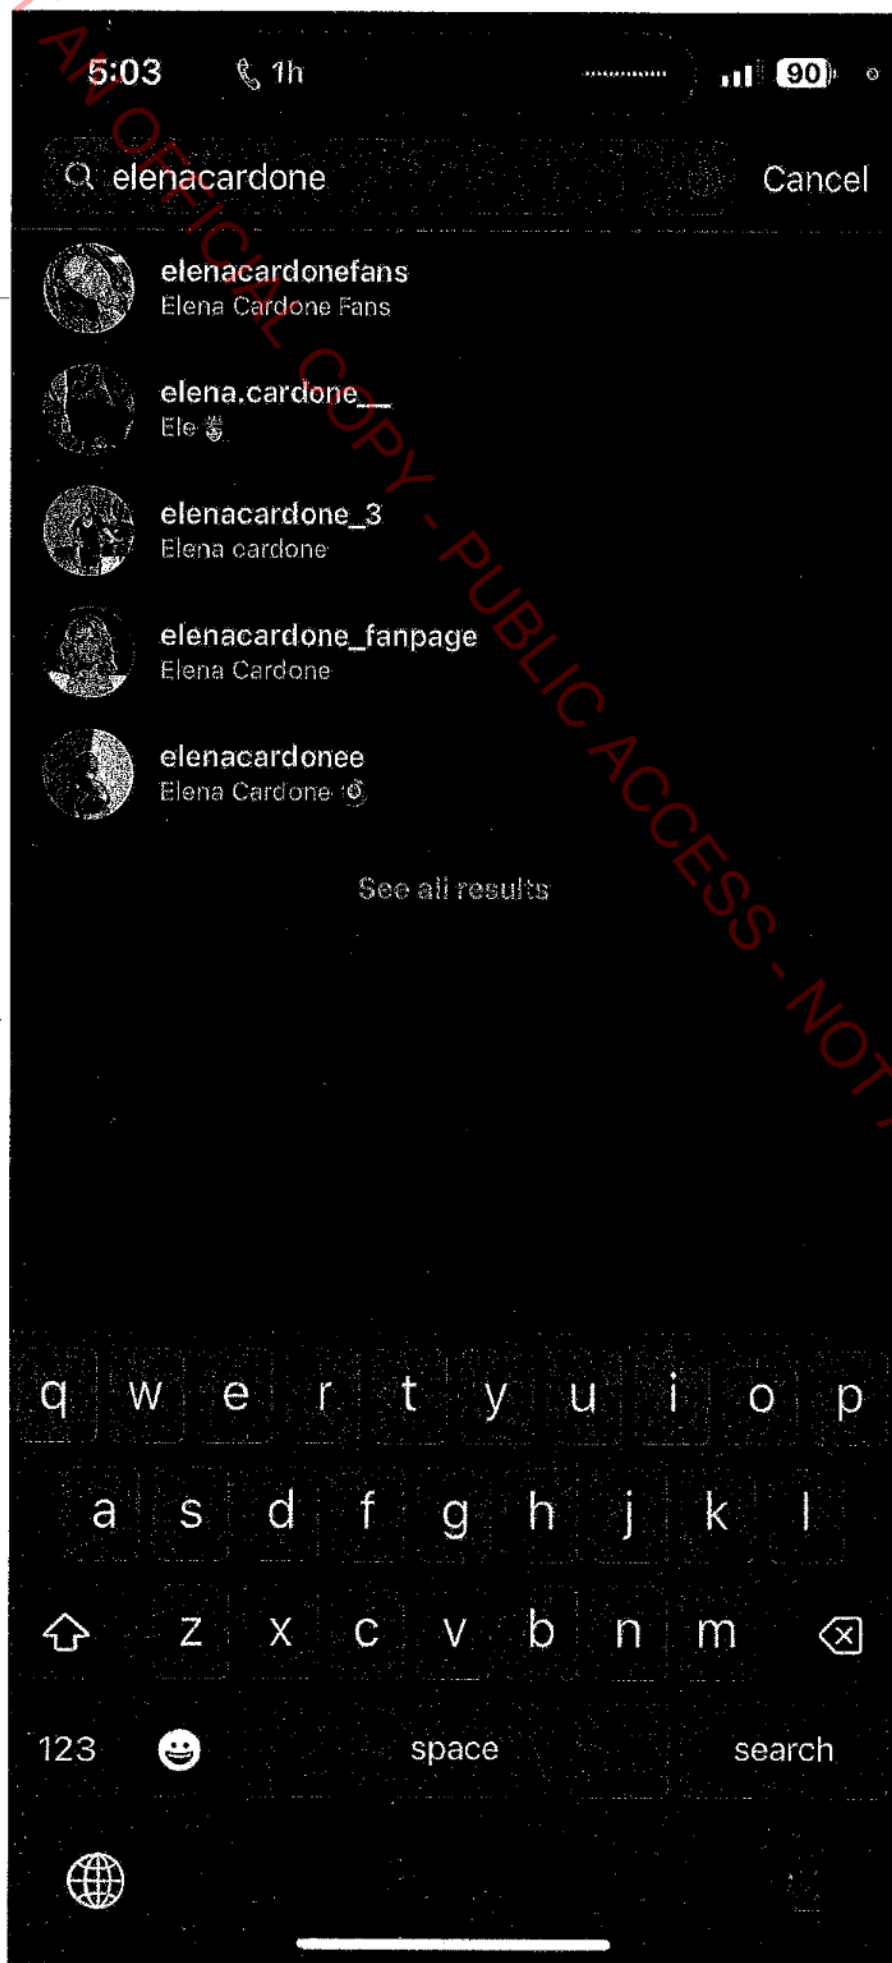 5:03 1h 90
elenacardone Cancel
elenacardonefans
Elena Cardone Fans
elena.cardone__
Ele
elenacardone_3
Elena cardone
elenacardone_fanpage
Elena Cardone
elenacardonee
Elena Cardone
See all results
q w e r t y u i o p
a s d f g h j k l
z x c v b n m
123 space search
AN OFFICIAL COPY - PUBLIC ACCESS - NOT